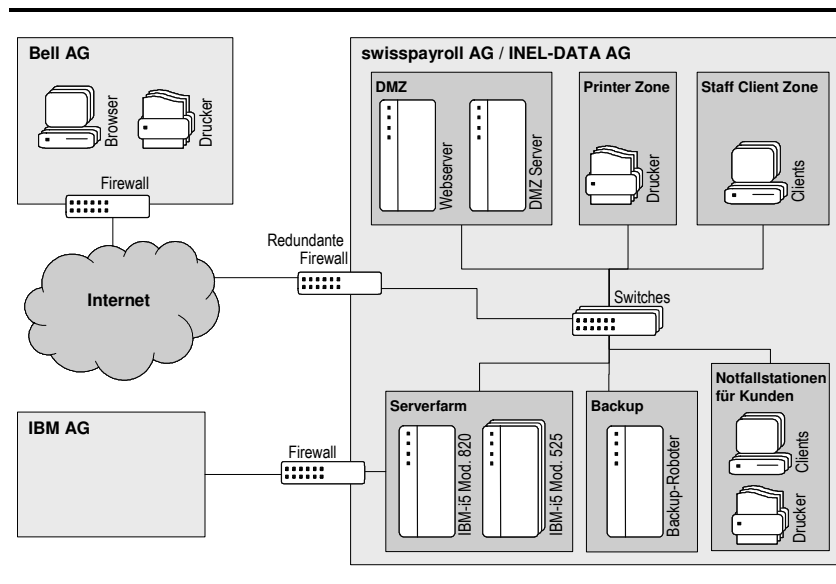 Bell AG
Browser
Drucker
Firewall
Internet
Redundante
Firewall
swisspayroll AG / INEL-DATA AG
DMZ
Webserver
DMZ Server
Printer Zone
Drucker
Staff Client Zone
Clients
Switches
IBM AG
Firewall
Serverfarm
IBM-i5 Mod. 820
IBM-i5 Mod. 525
Backup
Backup-Roboter
Notfallstationen
für Kunden
Clients
Drucker